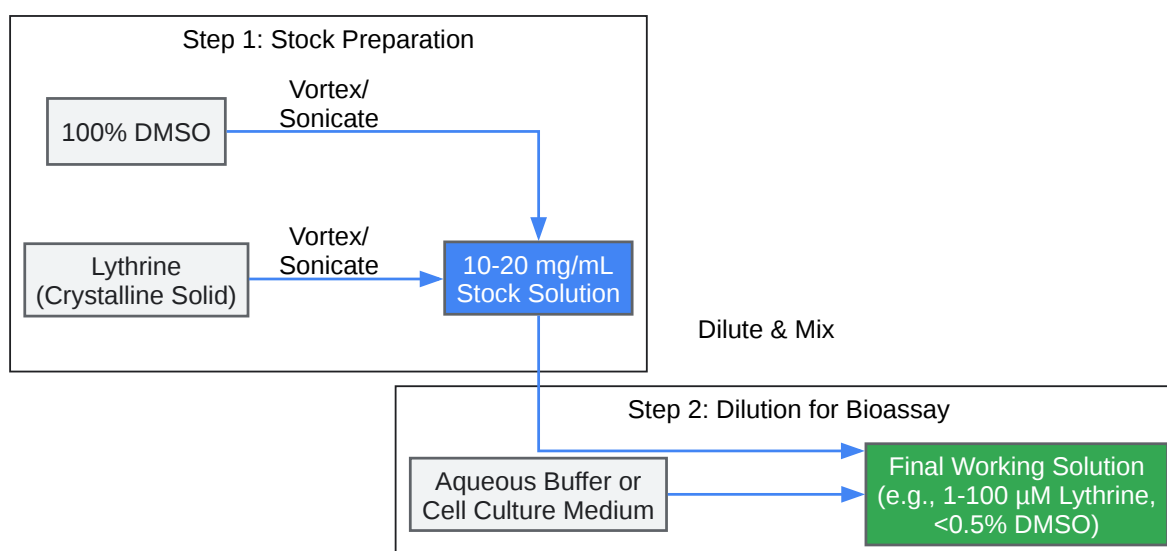 Step 1: Stock Preparation
Vortex/
Sonicate
100% DMSO
Vortex/
Sonicate
Lythrine
(Crystalline Solid)
10-20 mg/mL
Stock Solution
Dilute & Mix
Step 2: Dilution for Bioassay
Aqueous Buffer or
Cell Culture Medium
Final Working Solution
(e.g., 1-100 µM Lythrine,
<0.5% DMSO)